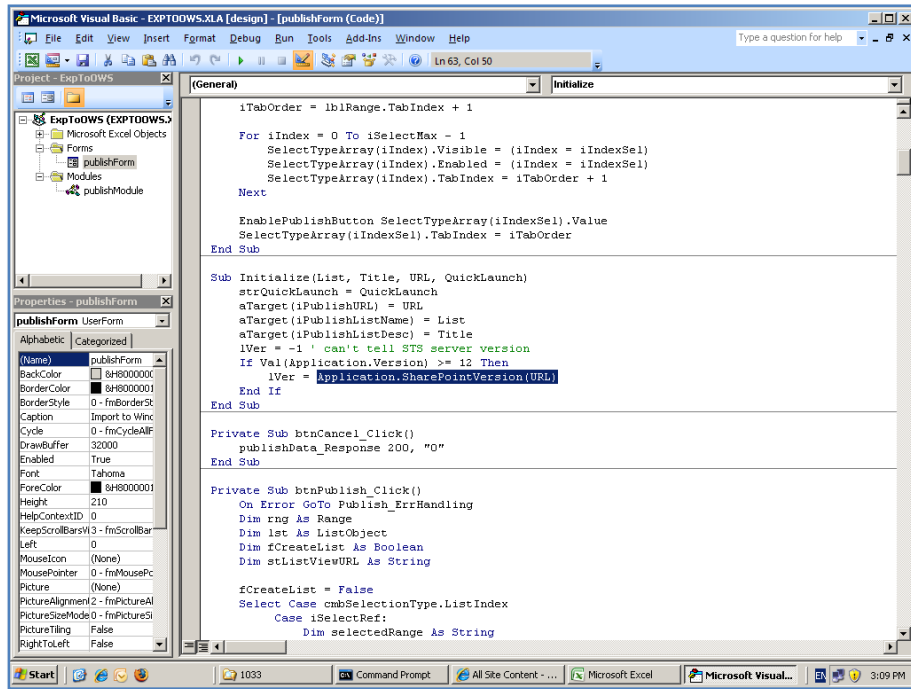 Microsoft Visual Basic - EXPTOOWS.XLA [design] - [publishForm (Code)]
File Edit View Insert Format Debug Run Tools Add-Ins Window Help
Type a question for help
Ln 63, Col 50
Project - ExpToOWS
ExpToOWS (EXPTOOWS.X
Microsoft Excel Objects
Forms
publishForm
Modules
publishModule
Properties - publishForm
publishForm UserForm
Alphabetic Categorized
(Name) publishForm
BackColor &H8000000
BorderColor &H8000001
BorderStyle 0 - fmBorderSt
Caption Import to Winc
Cycle 0 - fmCycleAllF
DrawBuffer 32000
Enabled True
Font Tahoma
ForeColor &H8000001
Height 210
HelpContextID 0
KeepScrollBarsVi 3 - fmScrollBar
Left 0
MouseIcon (None)
MousePointer 0 - fmMousePc
Picture (None)
PictureAlignment 2 - fmPictureAl
PictureSizeMode 0 - fmPictureSi
PictureTiling False
RightToLeft False
(General) Initialize
iTabOrder = lblRange.TabIndex + 1
For iIndex = 0 To iSelectMax - 1
SelectTypeArray(iIndex).Visible = (iIndex = iIndexSel)
SelectTypeArray(iIndex).Enabled = (iIndex = iIndexSel)
SelectTypeArray(iIndex).TabIndex = iTabOrder + 1
Next
EnablePublishButton SelectTypeArray(iIndexSel).Value
SelectTypeArray(iIndexSel).TabIndex = iTabOrder
End Sub
Sub Initialize(List, Title, URL, QuickLaunch)
strQuickLaunch = QuickLaunch
aTarget(iPublishURL) = URL
aTarget(iPublishListName) = List
aTarget(iPublishListDesc) = Title
lVer = -1 ' can't tell STS server version
If Val(Application.Version) >= 12 Then
lVer = Application.SharePointVersion(URL)
End If
End Sub
Private Sub btnCancel_Click()
publishData_Response 200, "0"
End Sub
Private Sub btnPublish_Click()
On Error GoTo Publish_ErrHandling
Dim rng As Range
Dim lst As ListObject
Dim fCreateList As Boolean
Dim stListViewURL As String
fCreateList = False
Select Case cmbSelectionType.ListIndex
Case iSelectRef:
Dim selectedRange As String
Start 1033 Command Prompt All Site Content - ... Microsoft Excel Microsoft Visual... EN 3:09 PM